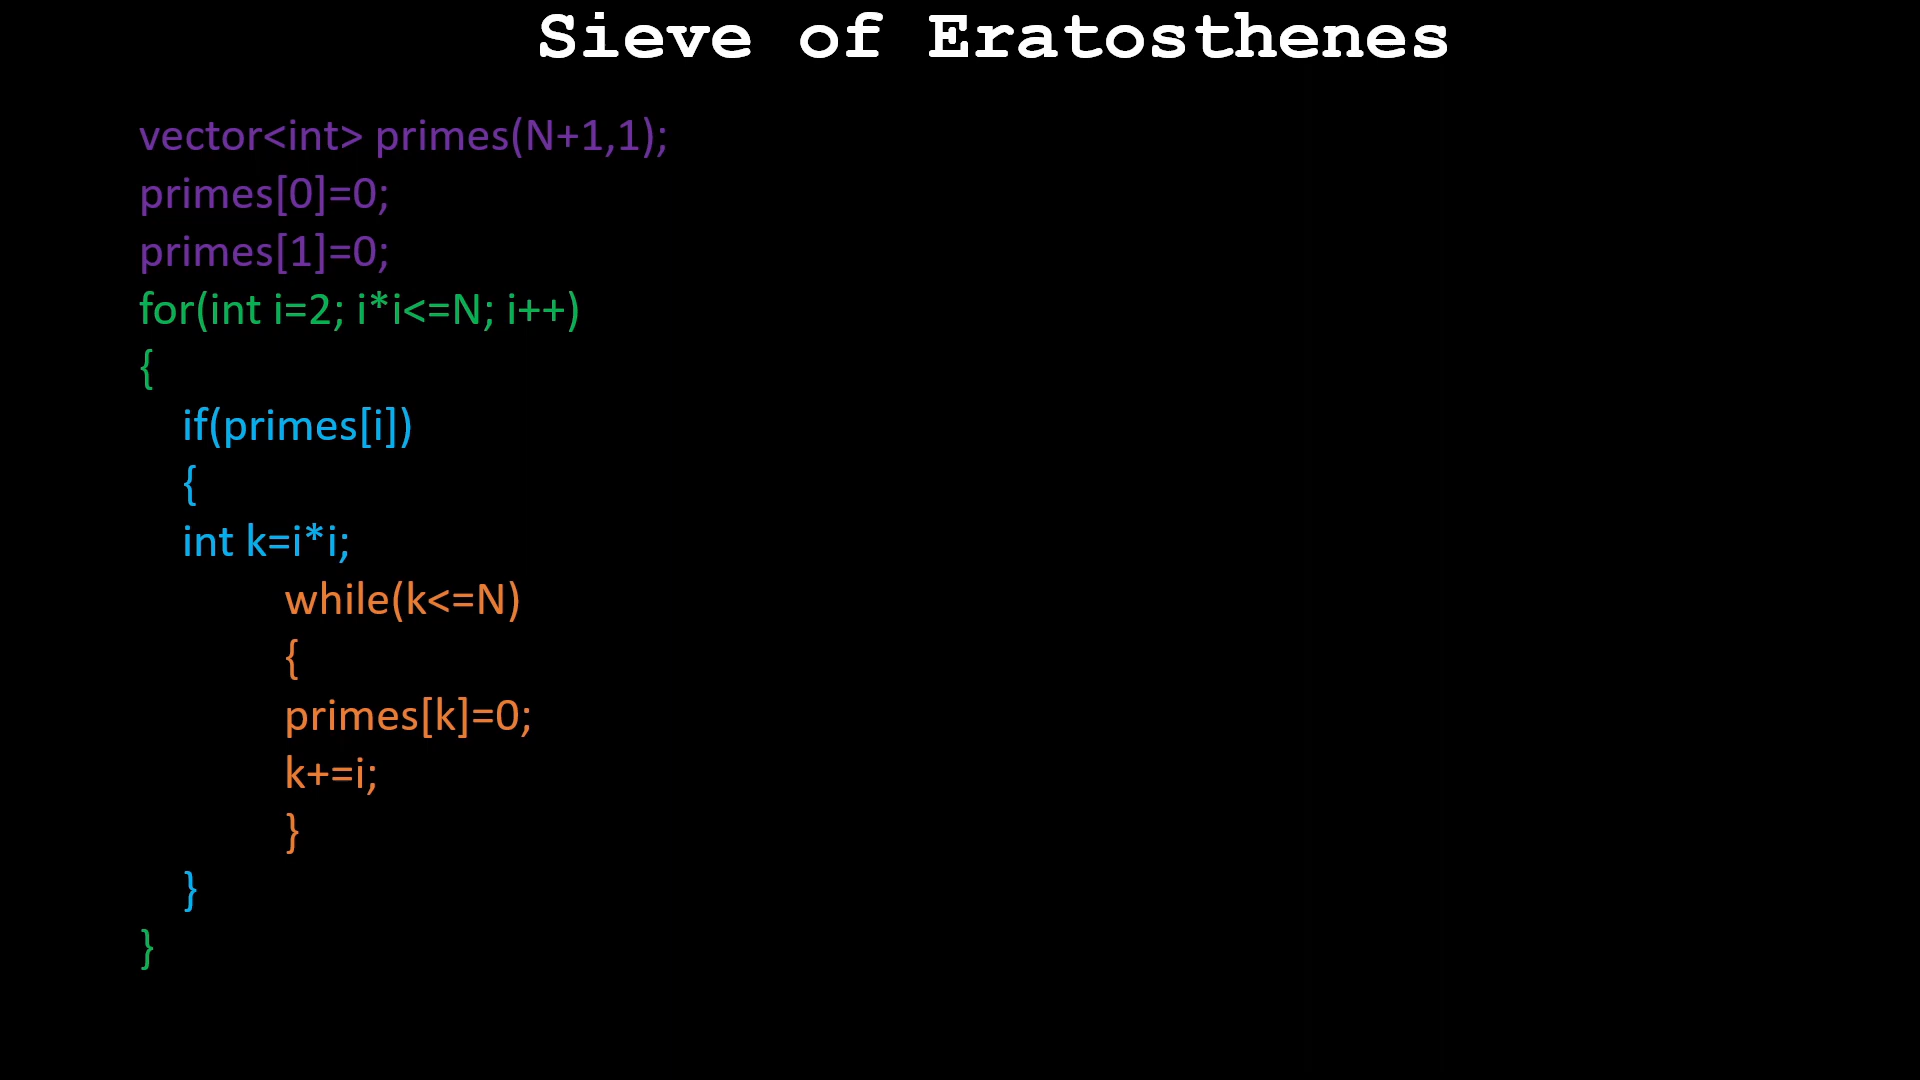 Sieve of Eratosthenes
vector<int> primes(N+1,1);
primes[0]=0;
primes[1]=0;
for(int i=2; i*i<=N; i++)
{
if(primes[i])
{
int k=i*i;
while(k<=N)
{
primes[k]=0;
k+=i;
}
}
}